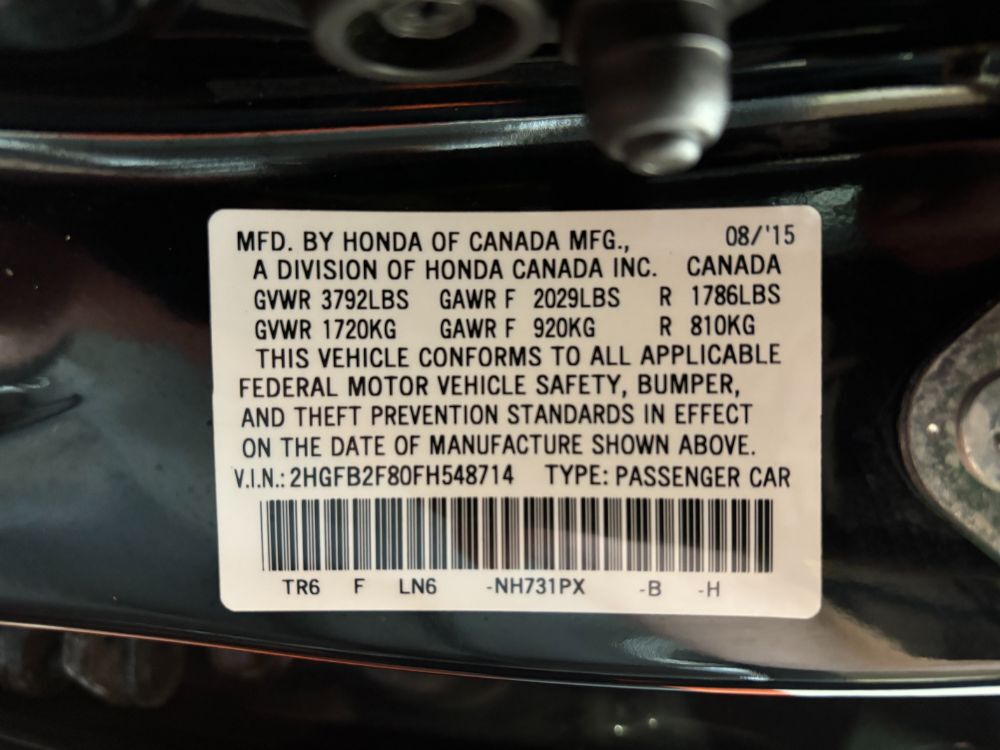 MFD. BY HONDA OF CANADA MFG., 08/'15
A DIVISION OF HONDA CANADA INC. CANADA
GVWR 3792LBS GAWR F 2029LBS R 1786LBS
GVWR 1720KG GAWR F 920KG R 810KG
THIS VEHICLE CONFORMS TO ALL APPLICABLE
FEDERAL MOTOR VEHICLE SAFETY, BUMPER,
AND THEFT PREVENTION STANDARDS IN EFFECT
ON THE DATE OF MANUFACTURE SHOWN ABOVE.
V.I.N.: 2HGFB2F80FH548714 TYPE: PASSENGER CAR
TR6 F LN6 -NH731PX -B -H